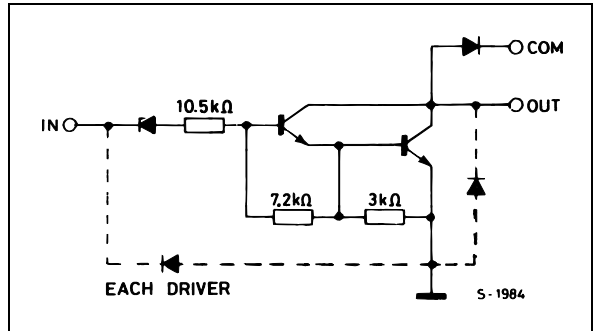 COM
10.5kΩ
IN
OUT
7.2kΩ
3kΩ
EACH DRIVER
S-1984